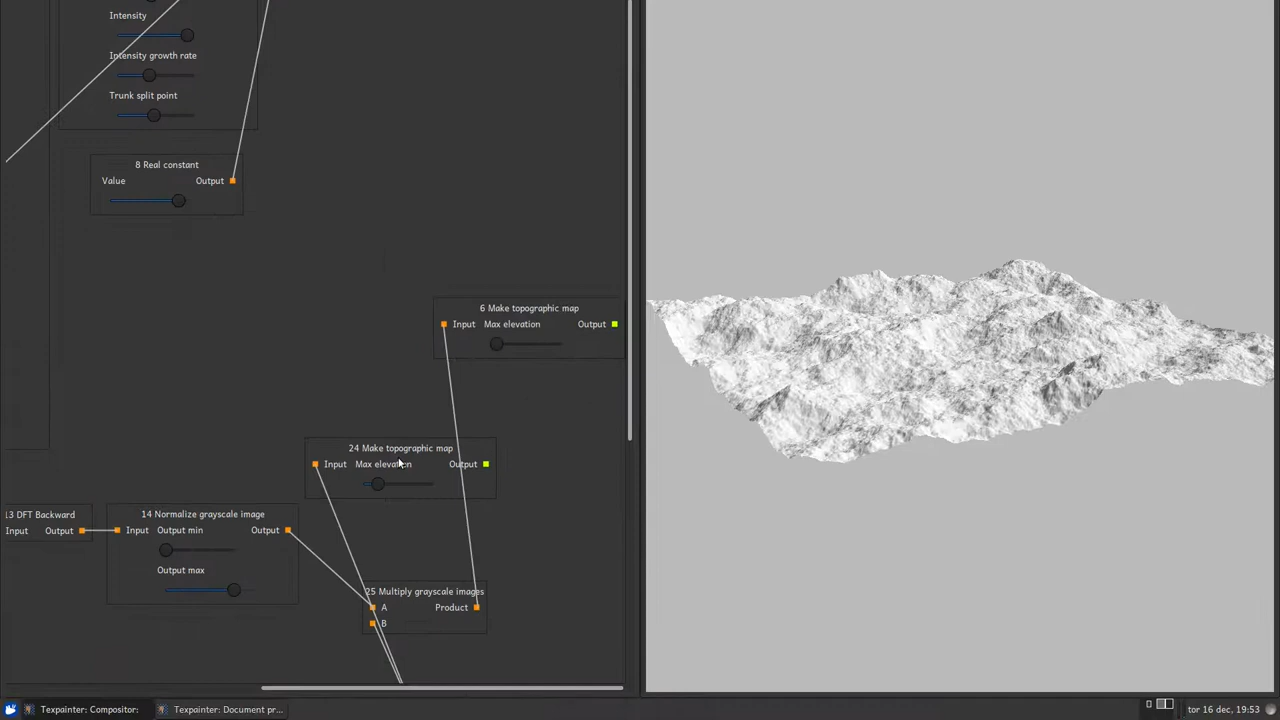 Intensity
Intensity growth rate
Trunk split point
8 Real constant
Value Output
6 Make topographic map
Input Max elevation Output
24 Make topographic map
Input Max elevation Output
13 DFT Backward
Input Output
14 Normalize grayscale image
Input Output min Output
Output max
25 Multiply grayscale images
A Product
B
Texpainter: Compositor: Texpainter: Document pr... tor 16 dec, 19:53